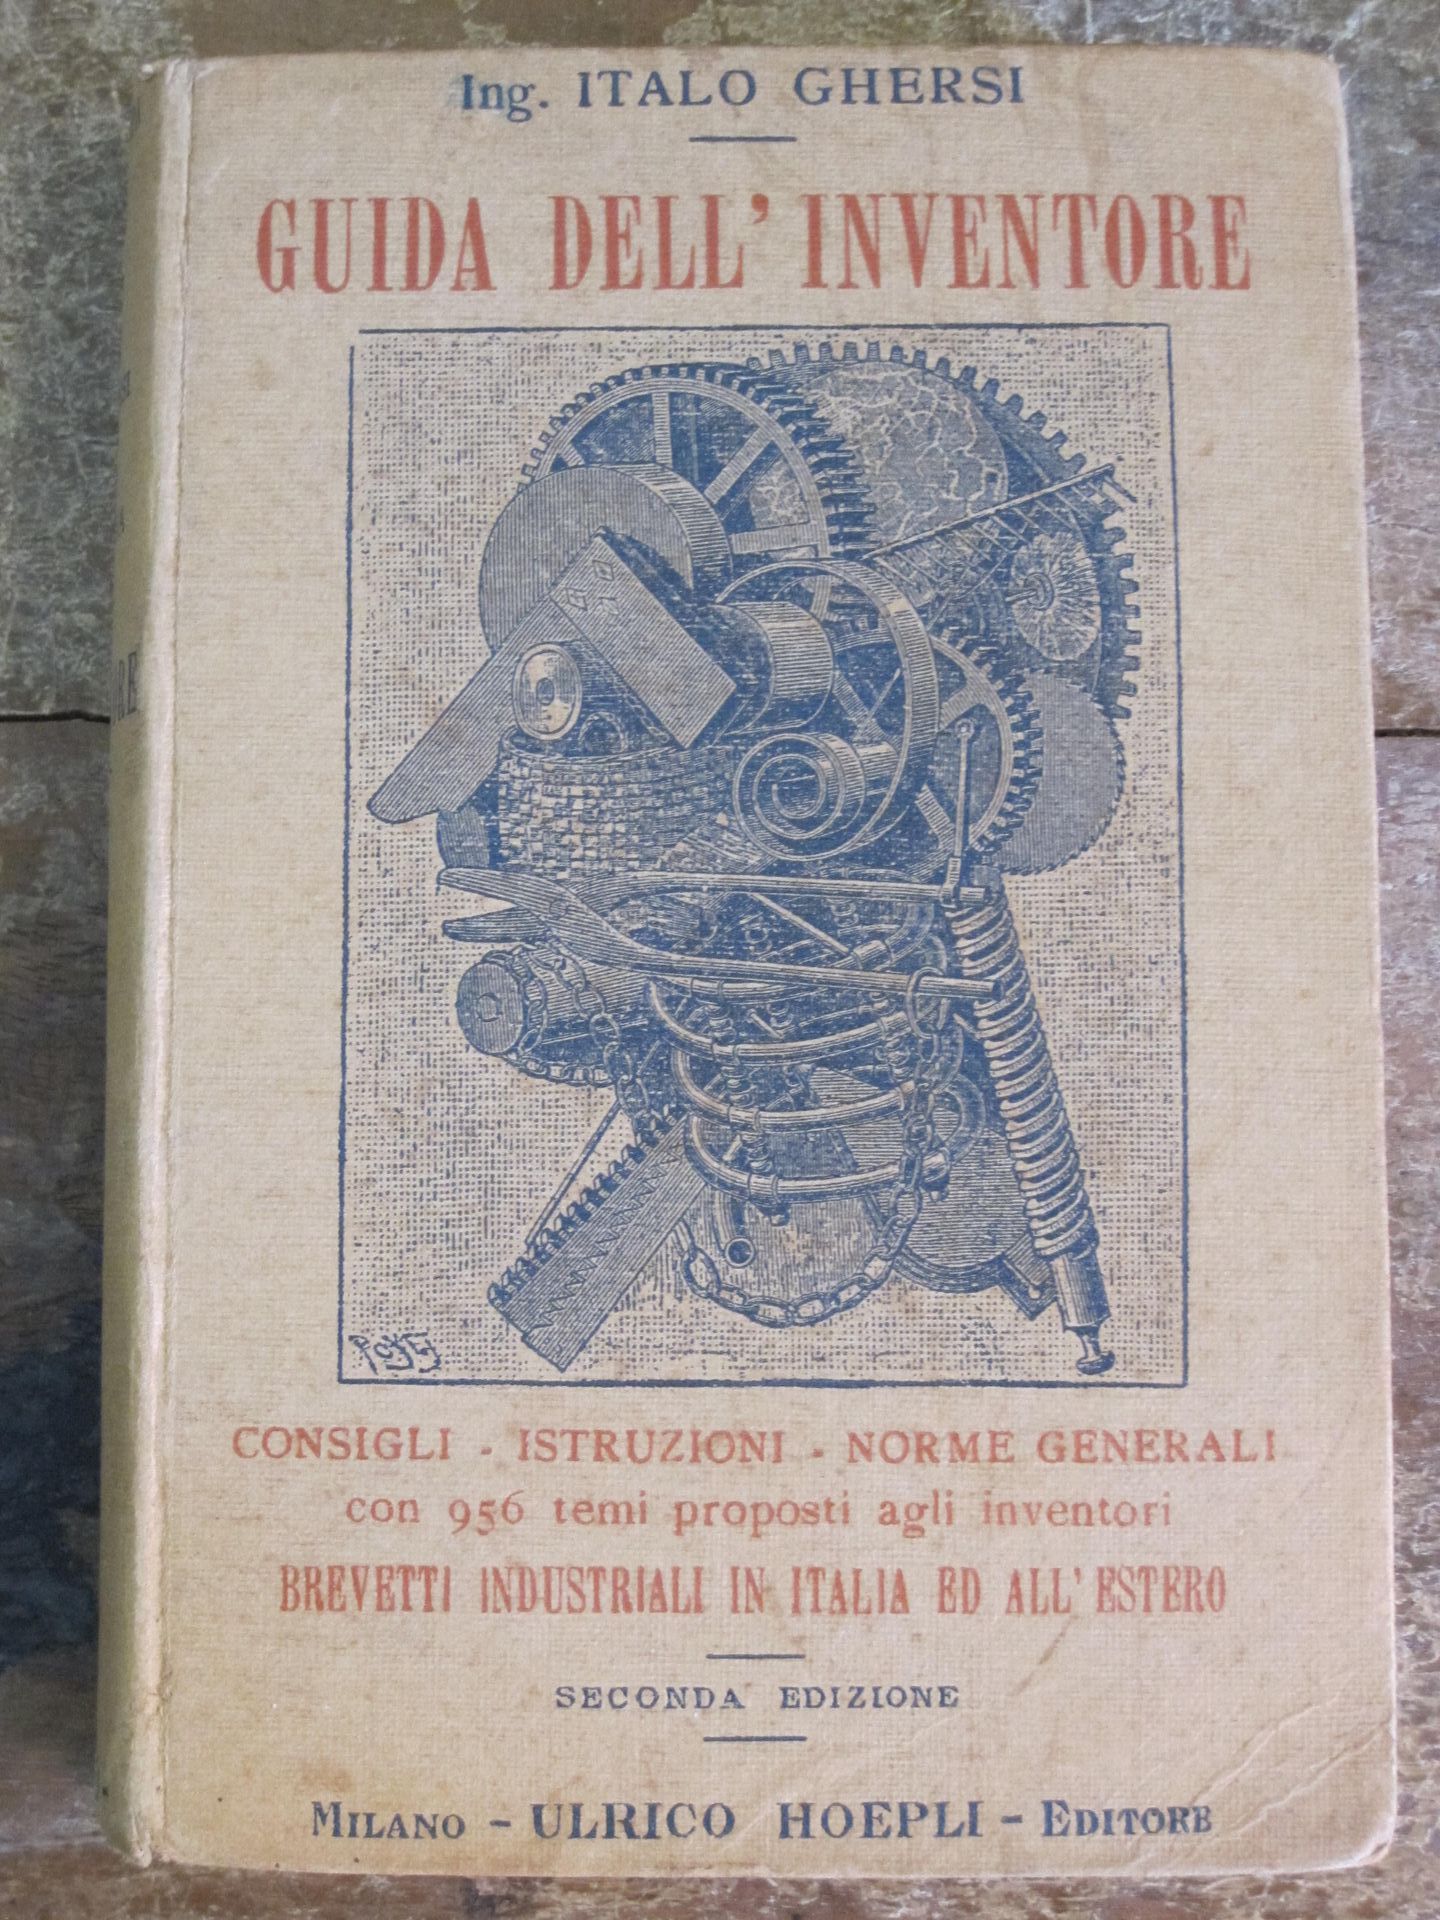 Ing. ITALO GHERSI
GUIDA DELL'INVENTORE
CONSIGLI - ISTRUZIONI - NORME GENERALI
con 956 temi proposti agli inventori
BREVETTI INDUSTRIALI IN ITALIA ED ALL'ESTERO
SECONDA EDIZIONE
MILANO - ULRICO HOEPLI - EDITORE